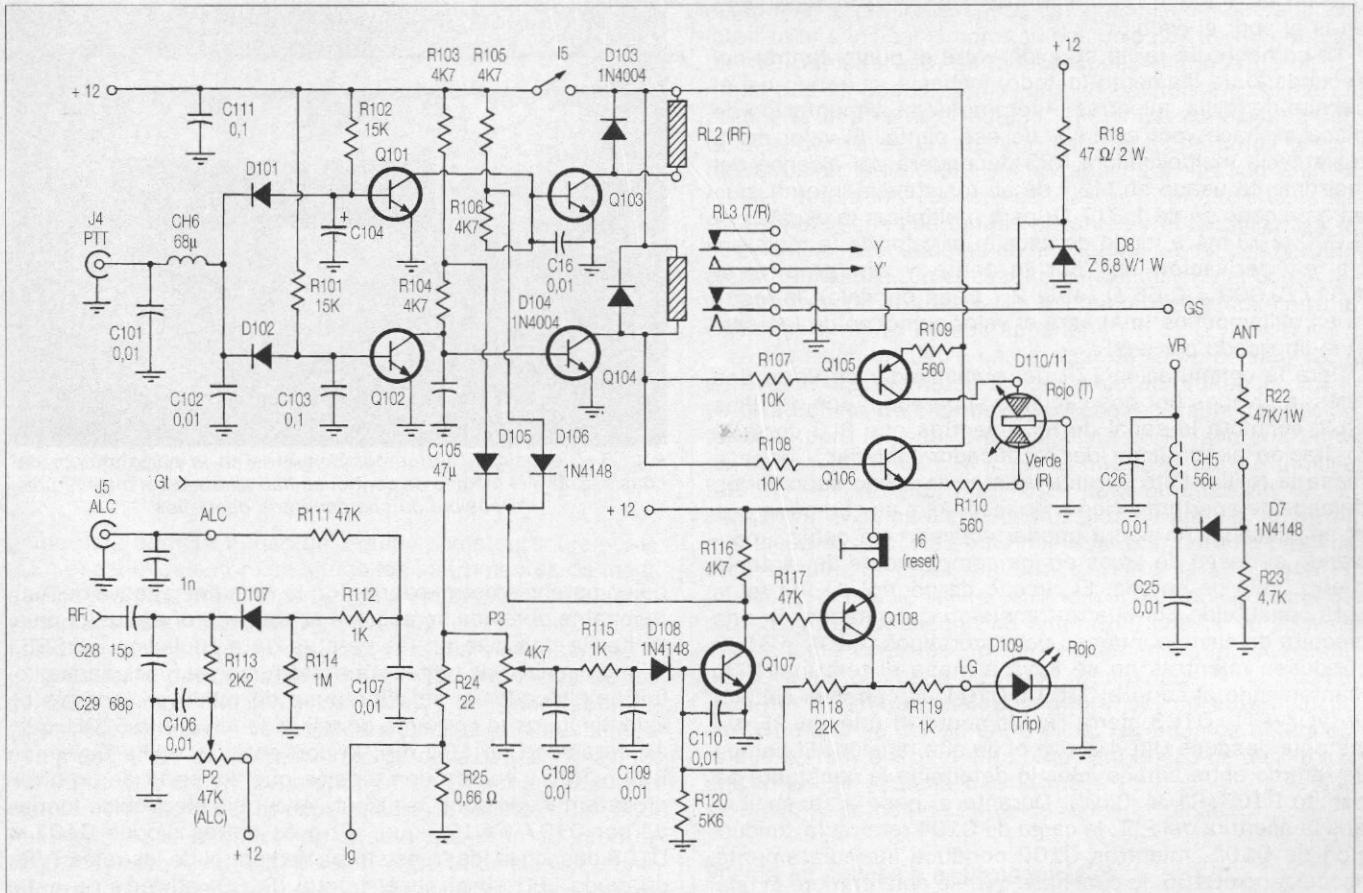 +12
C111
0,1
D101
R102
15K
R103
4K7
R105
4K7
I5
D103
1N4004
RL2 (RF)
+12
R18
47 Ω/ 2 W
J4
PTT
CH6
68µ
Q101
+
C104
R106
4K7
Q103
C16
0,01
RL3 (T/R)
Y
Y'
D8
Z 6,8 V/1 W
GS
C101
0,01
D102
R101
15K
R104
4K7
D104
1N4004
Q102
Q104
C102
0,01
C103
0,1
C105
47µ
D105
D106
1N4148
R107
10K
Q105
R109
560
D110/11
Rojo (T)
VR
ANT
R22
47K/1W
R108
10K
Q106
R110
560
Verde
(R)
C26
0,01
CH5
56µ
D7
1N4148
J5
ALC
Gt
ALC
R111 47K
+12
R116
4K7
I6
(reset)
C25
0,01
R23
4,7K
1n
D107
R112
1K
P3
4K7
R115
1K
D108
1N4148
R117
47K
Q108
Q107
RFi
C28 15p
C29 68p
R113
2K2
R114
1M
C107
0,01
R24
22
LG
D109
Rojo
(Trip)
R118
22K
R119
1K
C106
0,01
P2
47K
(ALC)
+12
Ig
R25
0,66 Ω
C108
0,01
C109
0,01
C110
0,01
R120
5K6